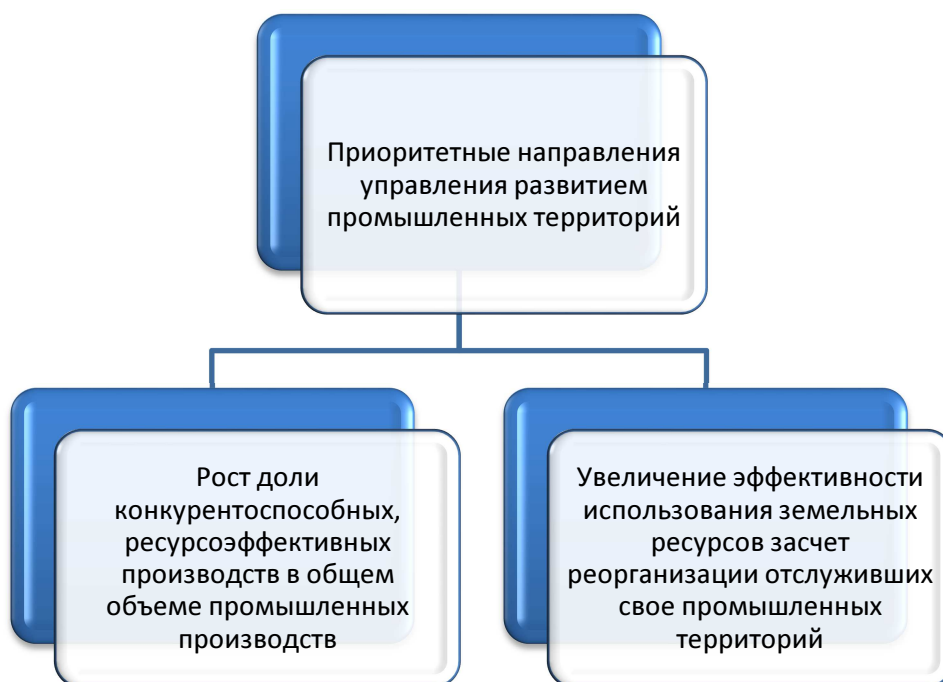 Приоритетные направления
управления развитием
промышленных территорий
Рост доли
конкурентоспособных,
ресурсоэффективных
производств в общем
объеме промышленных
производств
Увеличение эффективности
использования земельных
ресурсов засчет
реорганизации отслуживших
свое промышленных
территорий